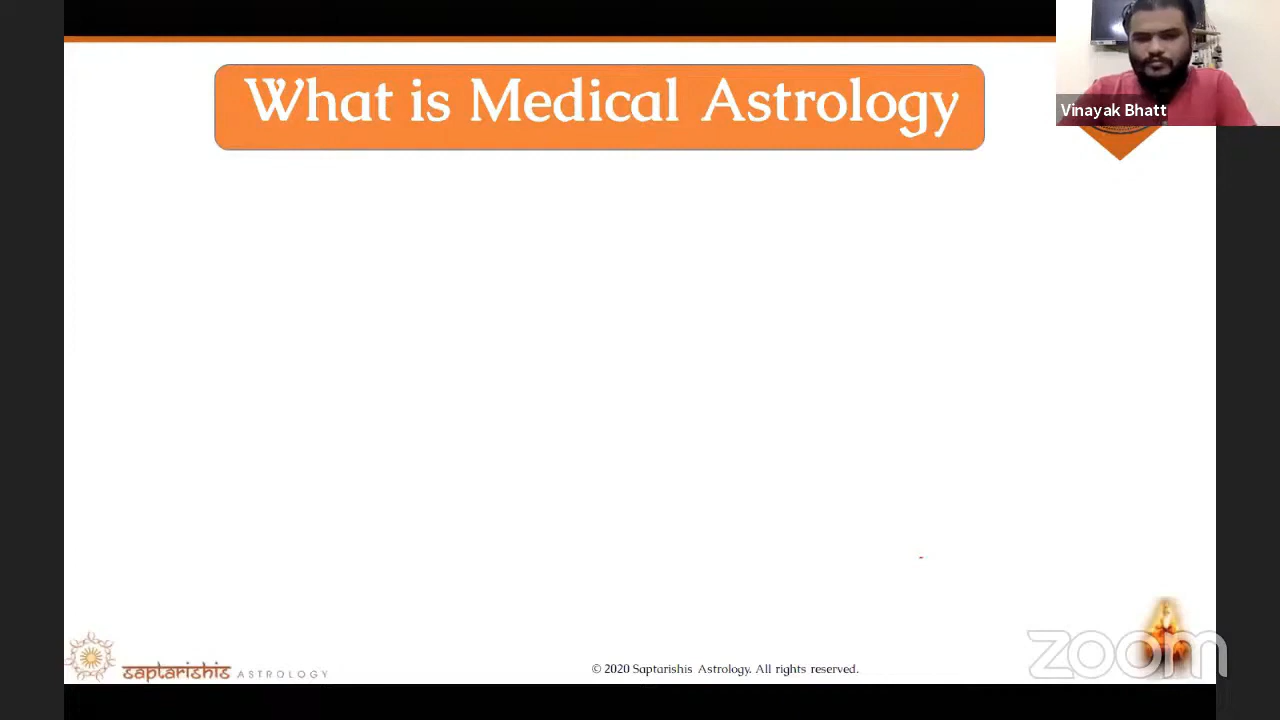 What is Medical Astrology
Vinayak Bhatt
saptarishis ASTROLOGY
© 2020 Saptarishis Astrology. All rights reserved.
zoom